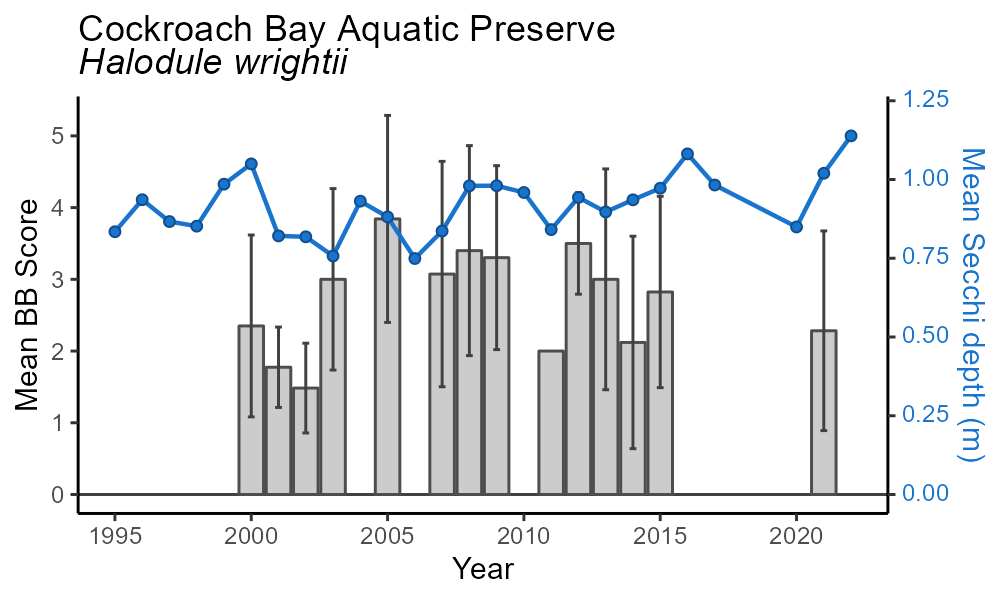 Cockroach Bay Aquatic Preserve
Halodule wrightii
Mean BB Score
5
4
3
2
1
0
1.25
1.00
0.75
0.50
0.25
0.00
Mean Secchi depth (m)
1995 2000 2005 2010 2015 2020
Year